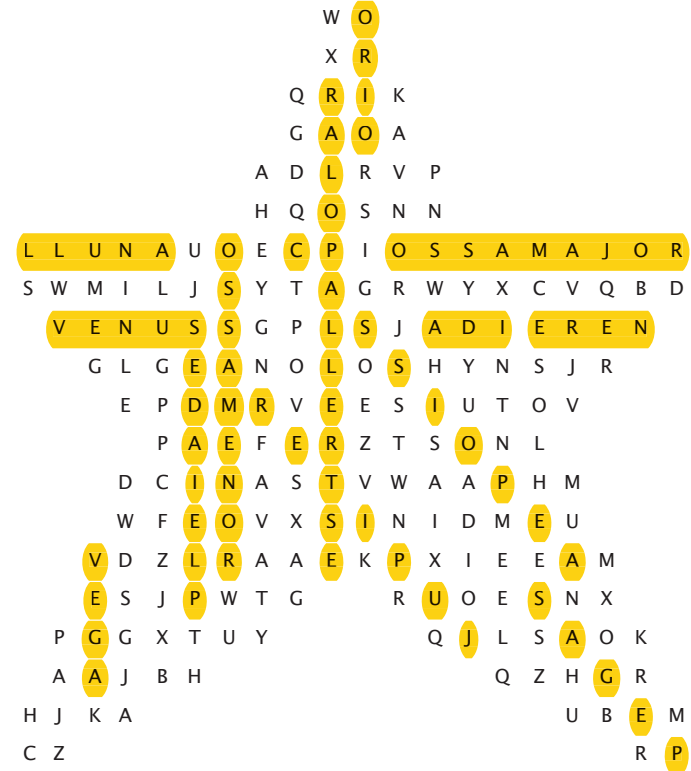 W O
X R
Q R I K
G A O A
A D L R V P
H Q O S N N
L L U N A U O E C P I O S S A M A J O R
S W M I L J S Y T A G R W Y X C V Q B D
V E N U S S G P L S J A D I E R E N
G L G E A N O L O S H Y N S J R
E P D M R V E E S I U T O V
P A E F E R Z T S O N L
D C I N A S T V W A A P H M
W F E O V X S I N I D M E U
V D Z L R A A E K P X I E E A M
E S J P W T G R U O E S N X
P G G X T U Y Q J L S A O K
A A J B H Q Z H G R
H J K A U B E M
C Z R P